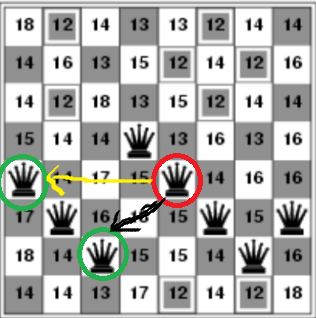 18 12 14 13 13 12 14 14
14 16 13 15 12 14 12 16
14 12 18 13 15 12 14 14
15 14 14 13 16 13 16
17 15 14 16 16
17 16 18 15 15
18 14 15 15 14 16
14 14 13 17 12 14 12 18